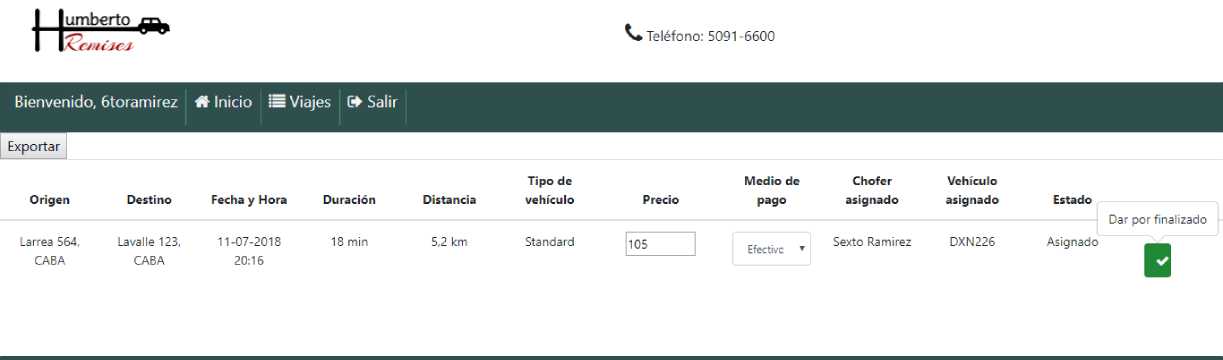 Humberto
Remises
Teléfono: 5091-6600
Bienvenido, 6toramirez Inicio Viajes Salir
Exportar
Origen Destino Fecha y Hora Duración Distancia Tipo de vehículo Precio Medio de pago Chofer asignado Vehículo asignado Estado
Dar por finalizado
Larrea 564, CABA Lavalle 123, CABA 11-07-2018 20:16 18 min 5,2 km Standard 105 Efectivo Sexto Ramirez DXN226 Asignado